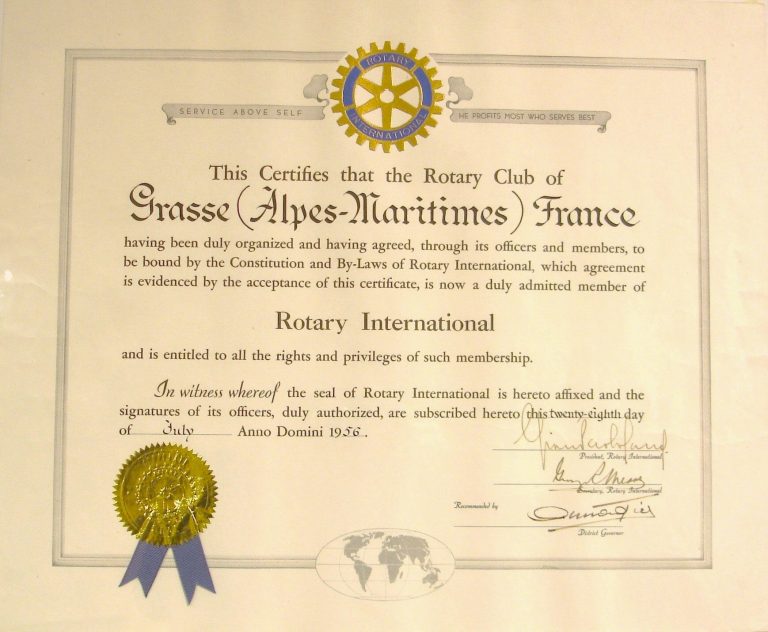 ROTARY
INTERNATIONAL
SERVICE ABOVE SELF
HE PROFITS MOST WHO SERVES BEST
This Certifies that the Rotary Club of
Grasse (Alpes-Maritimes) France
having been duly organized and having agreed, through its officers and members, to
be bound by the Constitution and By-Laws of Rotary International, which agreement
is evidenced by the acceptance of this certificate, is now a duly admitted member of
Rotary International
and is entitled to all the rights and privileges of such membership.
In witness whereof the seal of Rotary International is hereto affixed and the
signatures of its officers, duly authorized, are subscribed hereto this twenty-eighth day
of July Anno Domini 1956.
President, Rotary International
Secretary, Rotary International
Recommended by
District Governor